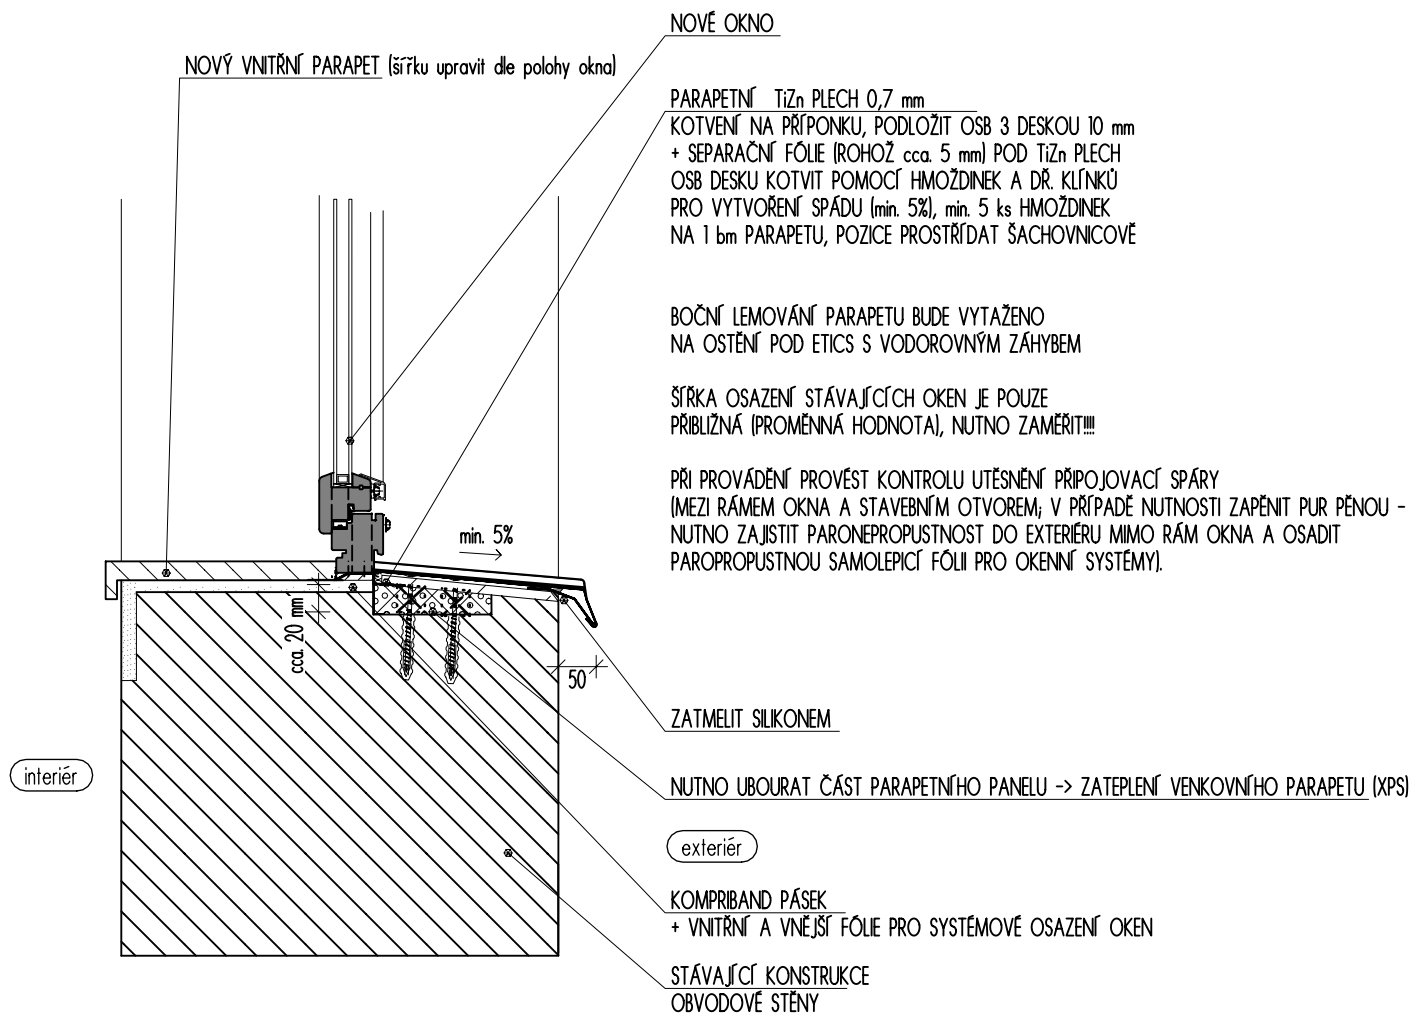 NOVÉ OKNO
NOVÝ VNITŘNÍ PARAPET (šířku upravit dle polohy okna)
PARAPETNÍ TiZn PLECH 0,7 mm
KOTVENÍ NA PŘÍPONKU, PODLOŽIT OSB 3 DESKOU 10 mm
+ SEPARAČNÍ FÓLIE (ROHOŽ cca. 5 mm) POD TiZn PLECH
OSB DESKU KOTVIT POMOCÍ HMOŽDINEK A DŘ. KLÍNKŮ
PRO VYTVOŘENÍ SPÁDU (min. 5%), min. 5 ks HMOŽDINEK
NA 1 bm PARAPETU, POZICE PROSTŘÍDAT ŠACHOVNICOVĚ
BOČNÍ LEMOVÁNÍ PARAPETU BUDE VYTAŽENO
NA OSTĚNÍ POD ETICS S VODOROVNÝM ZÁHYBEM
ŠÍŘKA OSAZENÍ STÁVAJÍCÍCH OKEN JE POUZE
PŘIBLIŽNÁ (PROMĚNNÁ HODNOTA), NUTNO ZAMĚŘIT!!!!
PŘI PROVÁDĚNÍ PROVÉST KONTROLU UTĚSNĚNÍ PŘIPOJOVACÍ SPÁRY
(MEZI RÁMEM OKNA A STAVEBNÍM OTVOREM; V PŘÍPADĚ NUTNOSTI ZAPĚNIT PUR PĚNOU -
NUTNO ZAJISTIT PARONEPROPUSTNOST DO EXTERIÉRU MIMO RÁM OKNA A OSADIT
PAROPROPUSTNOU SAMOLEPICÍ FÓLII PRO OKENNÍ SYSTÉMY).
min. 5%
cca. 20 mm
50
ZATMELIT SILIKONEM
interiér
NUTNO UBOURAT ČÁST PARAPETNÍHO PANELU -> ZATEPLENÍ VENKOVNÍHO PARAPETU (XPS)
exteriér
KOMPRIBAND PÁSEK
+ VNITŘNÍ A VNĚJŠÍ FÓLIE PRO SYSTÉMOVÉ OSAZENÍ OKEN
STÁVAJÍCÍ KONSTRUKCE
OBVODOVÉ STĚNY